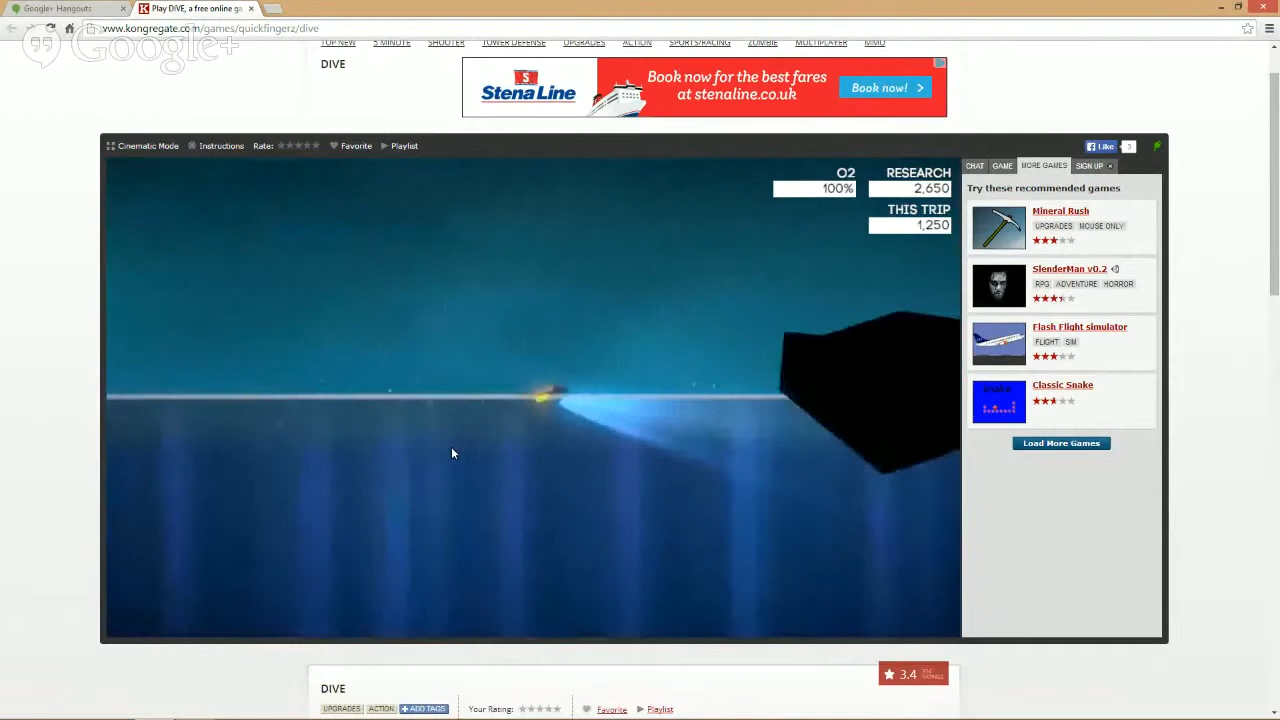 Google+ Hangouts
Play DIVE, a free online ga
www.kongregate.com/games/quickfingerz/dive
Google+
TOP NEW 5 MINUTE SHOOTER TOWER DEFENSE UPGRADES ACTION SPORTS/RACING ZOMBIE MULTIPLAYER MMO
DIVE
S
STENA LINE
Book now for the best fares
at stenaline.co.uk
Book now!
Cinematic Mode Instructions Rate: Favorite Playlist
Like 3
O2
100%
RESEARCH
2,650
THIS TRIP
1,250
CHAT GAME MORE GAMES SIGN UP
Try these recommended games
Mineral Rush
UPGRADES MOUSE ONLY
SlenderMan v0.2
RPG ADVENTURE HORROR
Flash Flight simulator
FLIGHT SIM
Classic Snake
Load More Games
DIVE
3.4
RATINGS
UPGRADES ACTION + ADD TAGS
Your Rating: Favorite Playlist